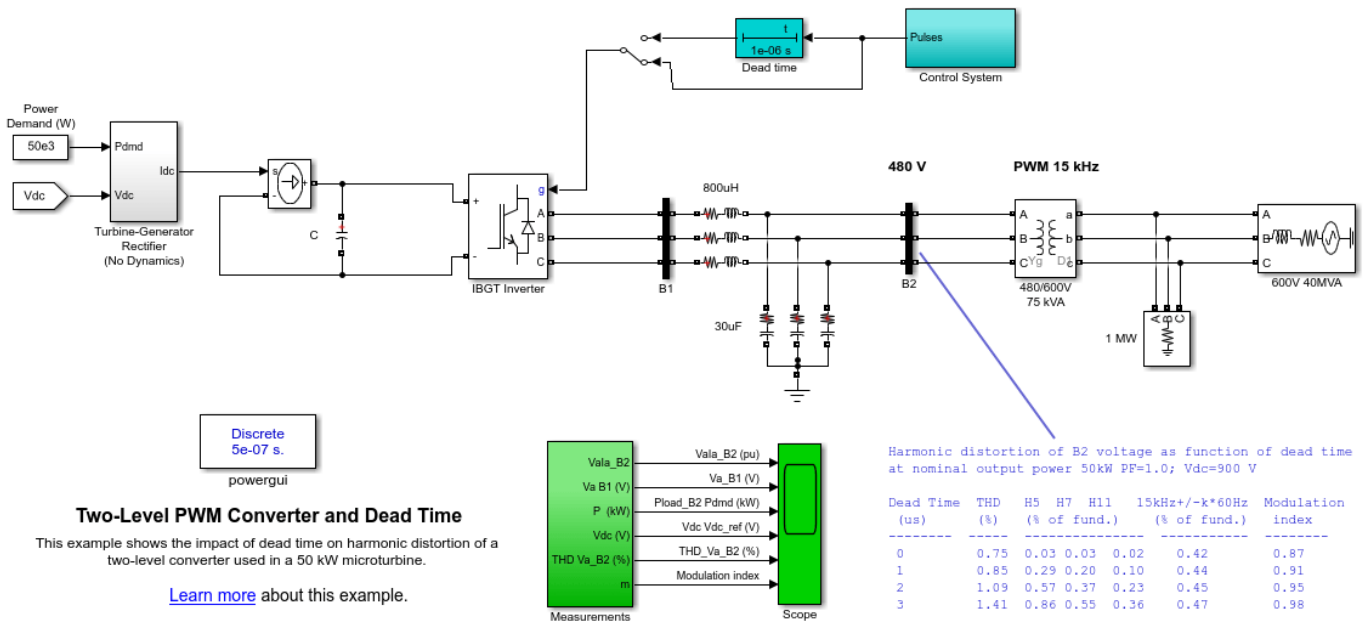 t
1e-06 s
Dead time
Pulses
Control System
Power
Demand (W)
50e3
Vdc
Pdmd
Vdc
Idc
Turbine-Generator
Rectifier
(No Dynamics)
s
+
-
C
+
-
g
A
B
C
IBGT Inverter
B1
800uH
30uF
480 V
B2
PWM 15 kHz
A
B
C
a
b
c
Yg
D1
480/600V
75 kVA
A
B
C
600V 40MVA
1 MW
A
B
C
Discrete
5e-07 s.
powergui
Two-Level PWM Converter and Dead Time
This example shows the impact of dead time on harmonic distortion of a
two-level converter used in a 50 kW microturbine.
Learn more about this example.
VaIa_B2
Va B1 (V)
P (kW)
Vdc (V)
THD Va_B2 (%)
m
Measurements
VaIa_B2 (pu)
Va_B1 (V)
Pload_B2 Pdmd (kW)
Vdc Vdc_ref (V)
THD_Va_B2 (%)
Modulation index
Scope
Harmonic distortion of B2 voltage as function of dead time
at nominal output power 50kW PF=1.0; Vdc=900 V
Dead Time THD H5 H7 H11 15kHz+/-k*60Hz Modulation
(us) (%) (% of fund.) (% of fund.) index
-------- ----- --------------- ----------- --------
0 0.75 0.03 0.03 0.02 0.42 0.87
1 0.85 0.29 0.20 0.10 0.44 0.91
2 1.09 0.57 0.37 0.23 0.45 0.95
3 1.41 0.86 0.55 0.36 0.47 0.98